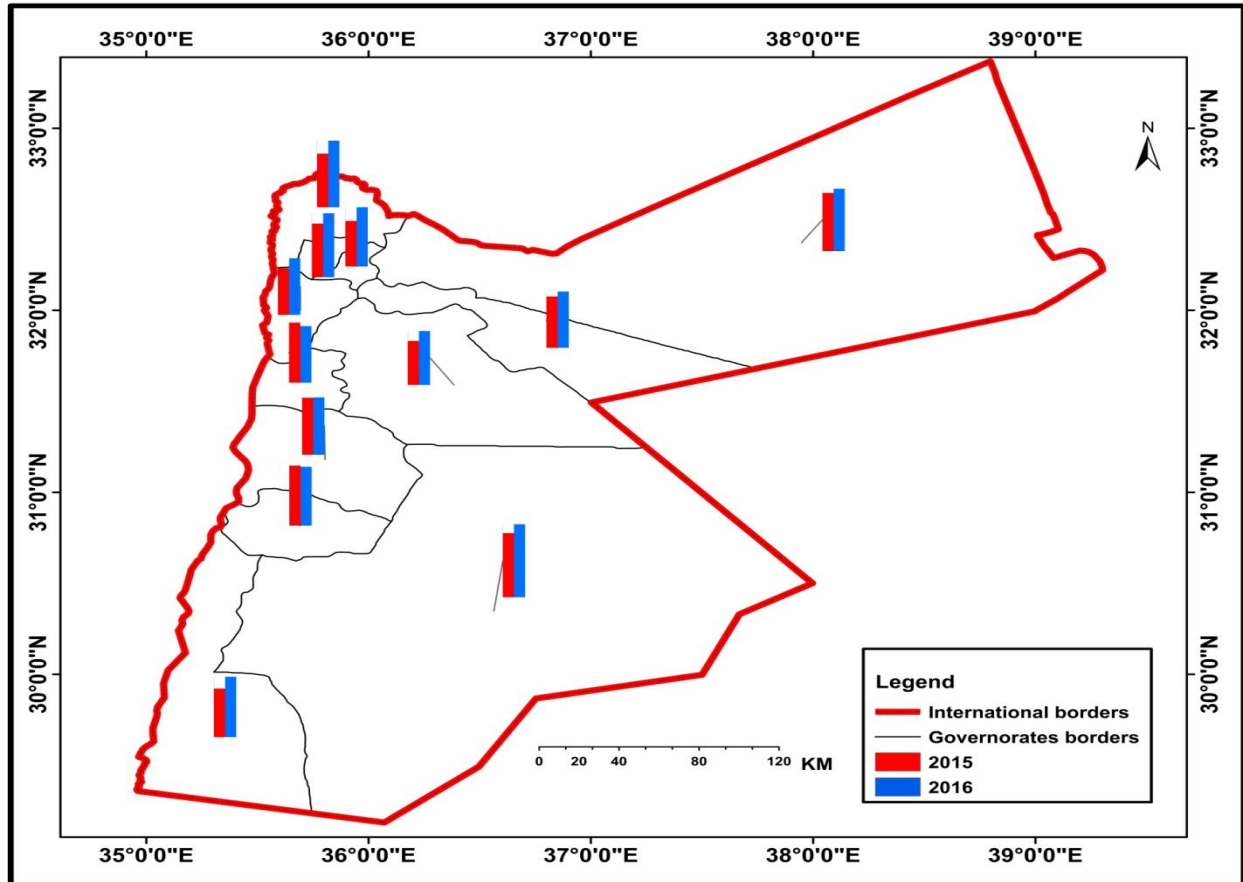 35°0'0"E 36°0'0"E 37°0'0"E 38°0'0"E 39°0'0"E
33°0'0"N 33°0'0"N
N
32°0'0"N 32°0'0"N
31°0'0"N 31°0'0"N
30°0'0"N 30°0'0"N
Legend
International borders
Governorates borders
2015
2016
0 20 40 80 120 KM
35°0'0"E 36°0'0"E 37°0'0"E 38°0'0"E 39°0'0"E